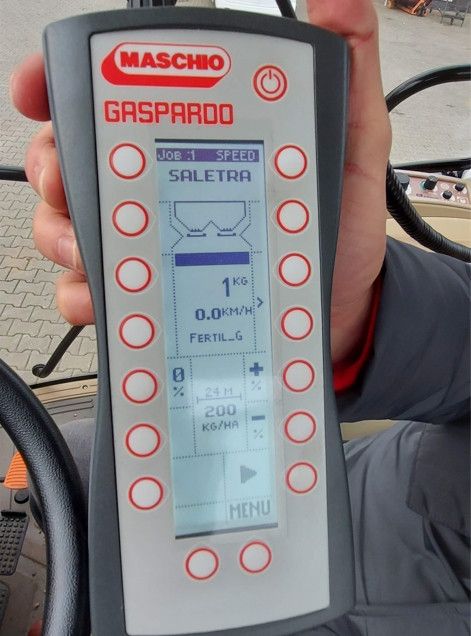 MASCHIO
GASPARDO
JOB :1 SPEED
SALETRA
1 KG
0.0 KM/H
FERTIL_G
0 % + %
24 M
200 - %
KG/HA
MENU